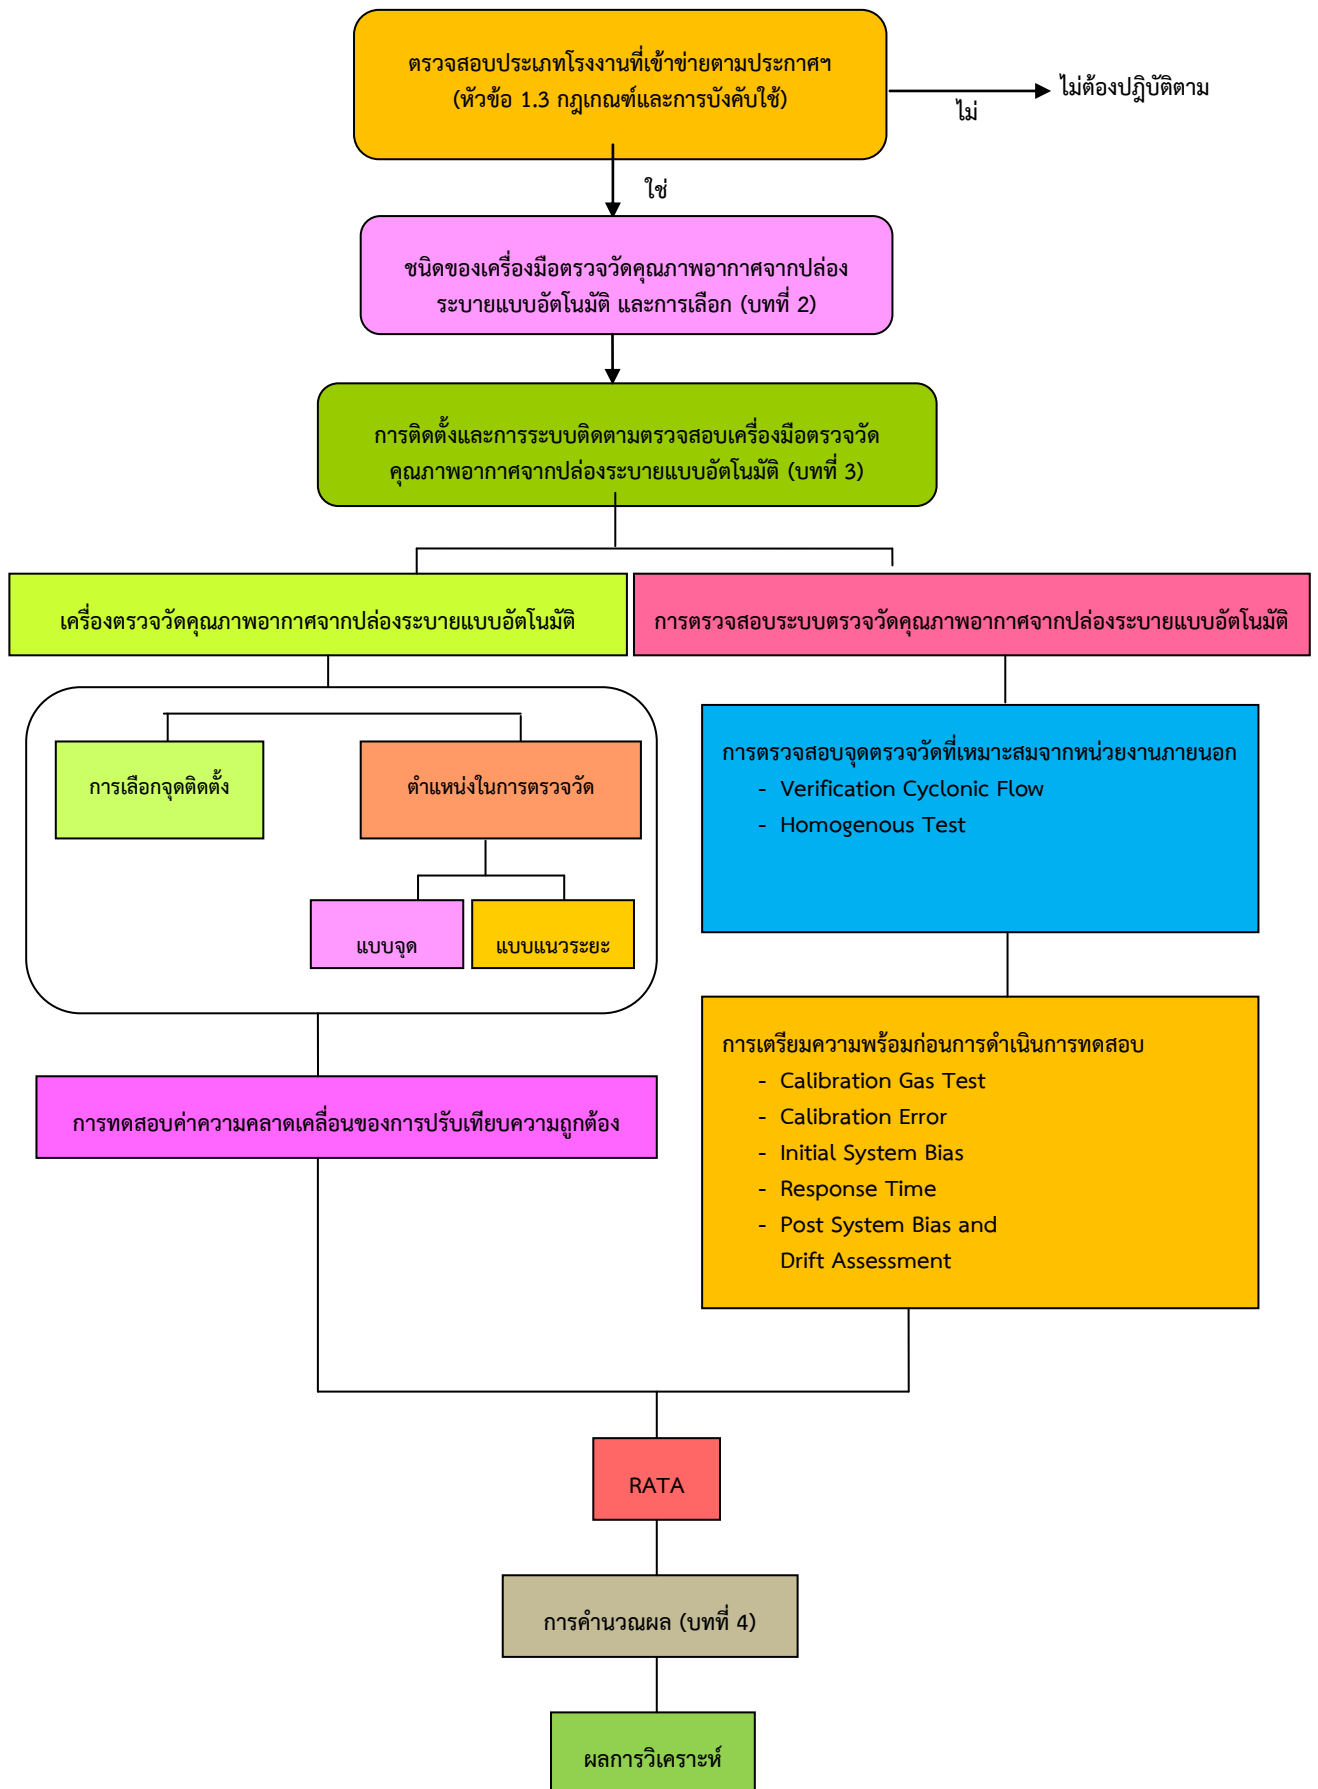 ตรวจสอบประเภทโรงงานที่เข้าข่ายตามประกาศฯ
(หัวข้อ 1.3 กฎเกณฑ์และการบังคับใช้)
ไม่ต้องปฏิบัติตาม
ไม่
ใช่
ชนิดของเครื่องมือตรวจวัดคุณภาพอากาศจากปล่อง
ระบายแบบอัตโนมัติ และการเลือก (บทที่ 2)
การติดตั้งและการระบบติดตามตรวจสอบเครื่องมือตรวจวัด
คุณภาพอากาศจากปล่องระบายแบบอัตโนมัติ (บทที่ 3)
เครื่องตรวจวัดคุณภาพอากาศจากปล่องระบายแบบอัตโนมัติ
การตรวจสอบระบบตรวจวัดคุณภาพอากาศจากปล่องระบายแบบอัตโนมัติ
การเลือกจุดติดตั้ง
ตำแหน่งในการตรวจวัด
แบบจุด
แบบแนวระยะ
การทดสอบค่าความคลาดเคลื่อนของการปรับเทียบความถูกต้อง
การตรวจสอบจุดตรวจวัดที่เหมาะสมจากหน่วยงานภายนอก
- Verification Cyclonic Flow
- Homogenous Test
การเตรียมความพร้อมก่อนการดำเนินการทดสอบ
- Calibration Gas Test
- Calibration Error
- Initial System Bias
- Response Time
- Post System Bias and
Drift Assessment
RATA
การคำนวณผล (บทที่ 4)
ผลการวิเคราะห์